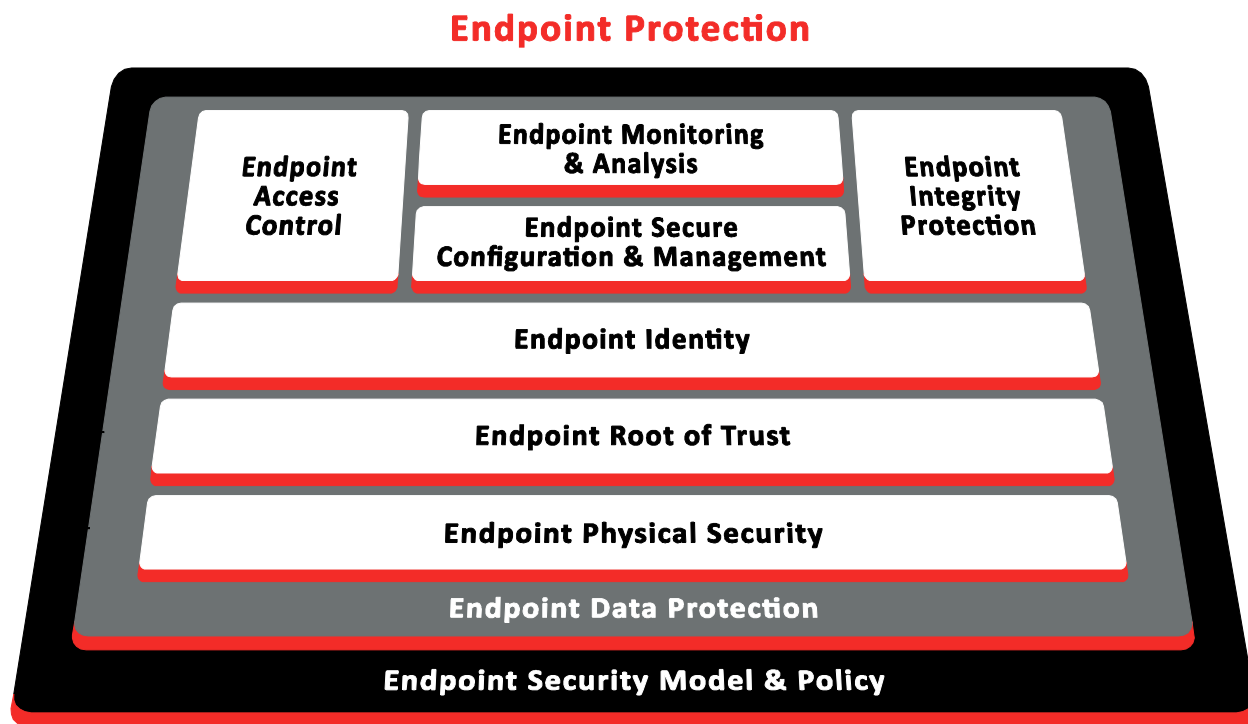 Endpoint Protection
Endpoint
Access
Control
Endpoint Monitoring
& Analysis
Endpoint Secure
Configuration & Management
Endpoint
Integrity
Protection
Endpoint Identity
Endpoint Root of Trust
Endpoint Physical Security
Endpoint Data Protection
Endpoint Security Model & Policy